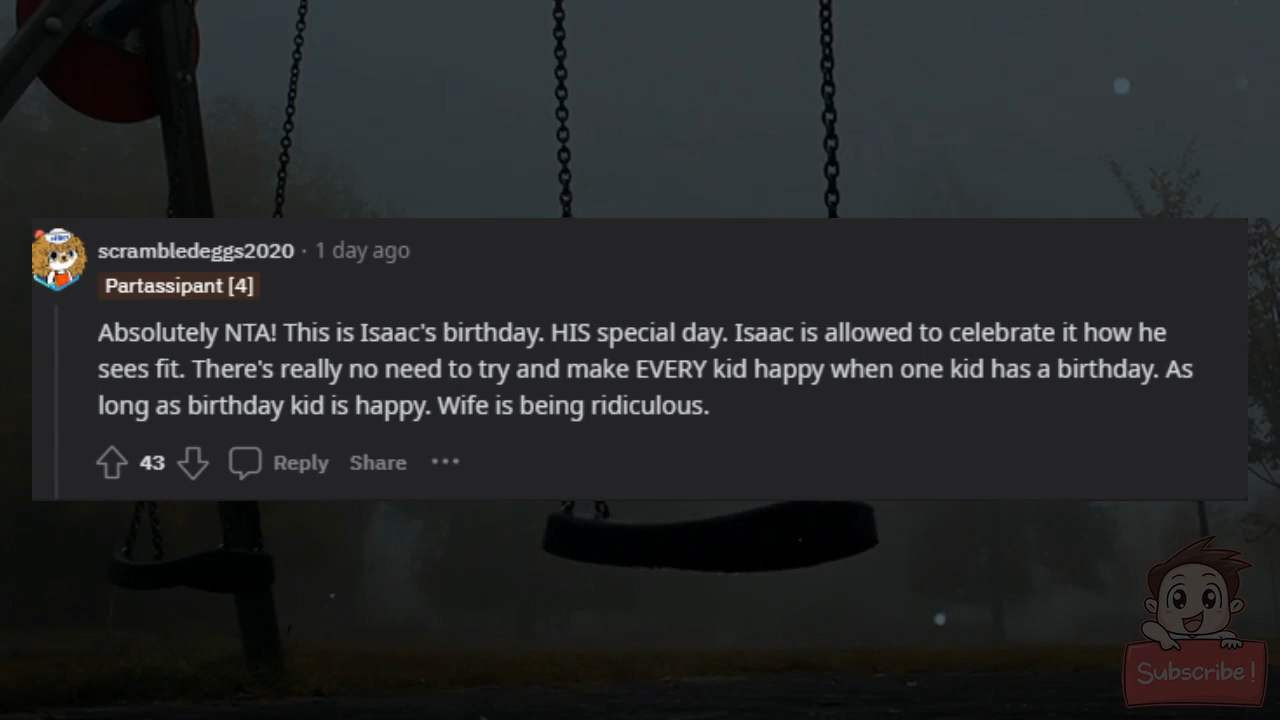 scrambledeggs2020 · 1 day ago
Partassipant [4]
Absolutely NTA! This is Isaac's birthday. HIS special day. Isaac is allowed to celebrate it how he
sees fit. There's really no need to try and make EVERY kid happy when one kid has a birthday. As
long as birthday kid is happy. Wife is being ridiculous.
43 Reply Share ···
Subscribe!